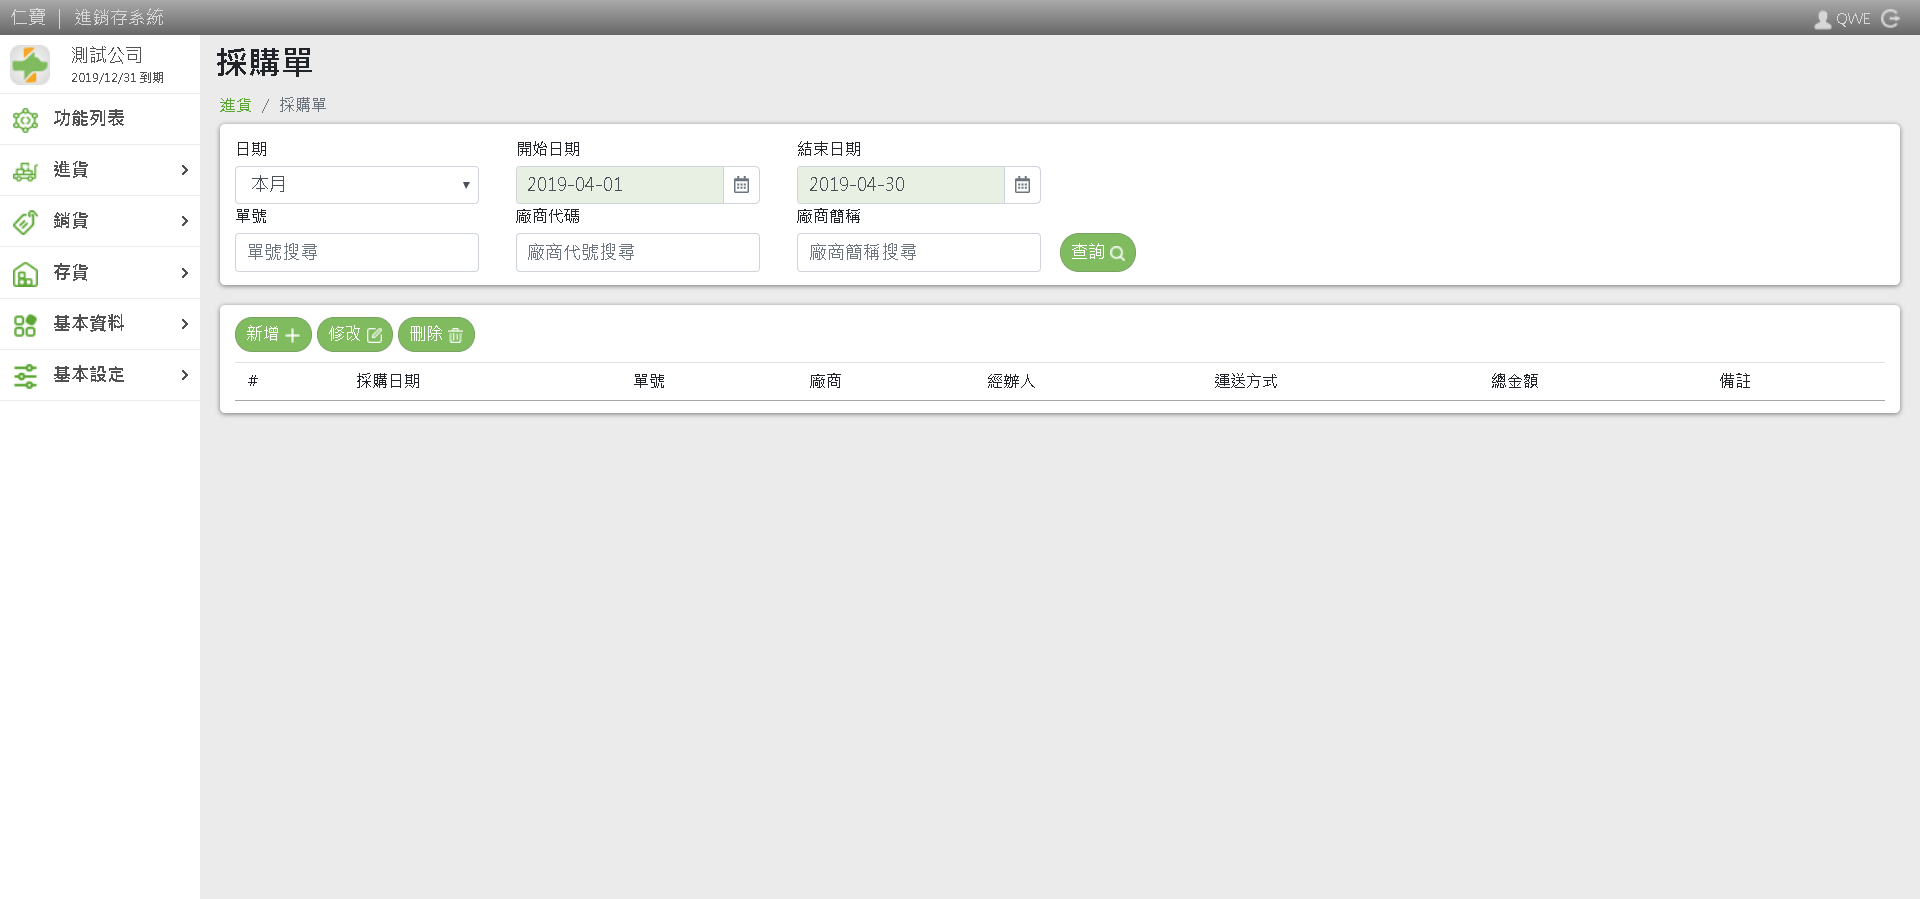 仁寶 | 進銷存系統
QWE
測試公司
2019/12/31 到期
功能列表
進貨
銷貨
存貨
基本資料
基本設定
採購單
進貨 / 採購單
日期 開始日期 結束日期
本月 2019-04-01 2019-04-30
單號 廠商代碼 廠商簡稱
單號搜尋 廠商代號搜尋 廠商簡稱搜尋 查詢
新增 修改 刪除
# 採購日期 單號 廠商 經辦人 運送方式 總金額 備註